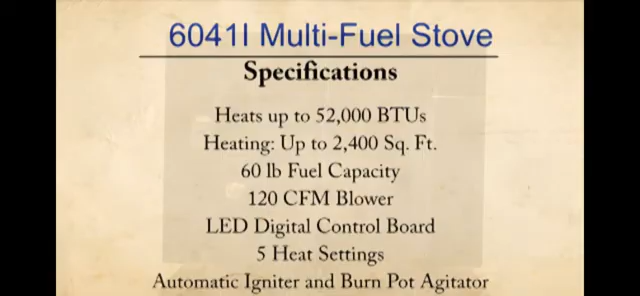 6041I Multi-Fuel Stove
Specifications
Heats up to 52,000 BTUs
Heating: Up to 2,400 Sq. Ft.
60 lb Fuel Capacity
120 CFM Blower
LED Digital Control Board
5 Heat Settings
Automatic Igniter and Burn Pot Agitator